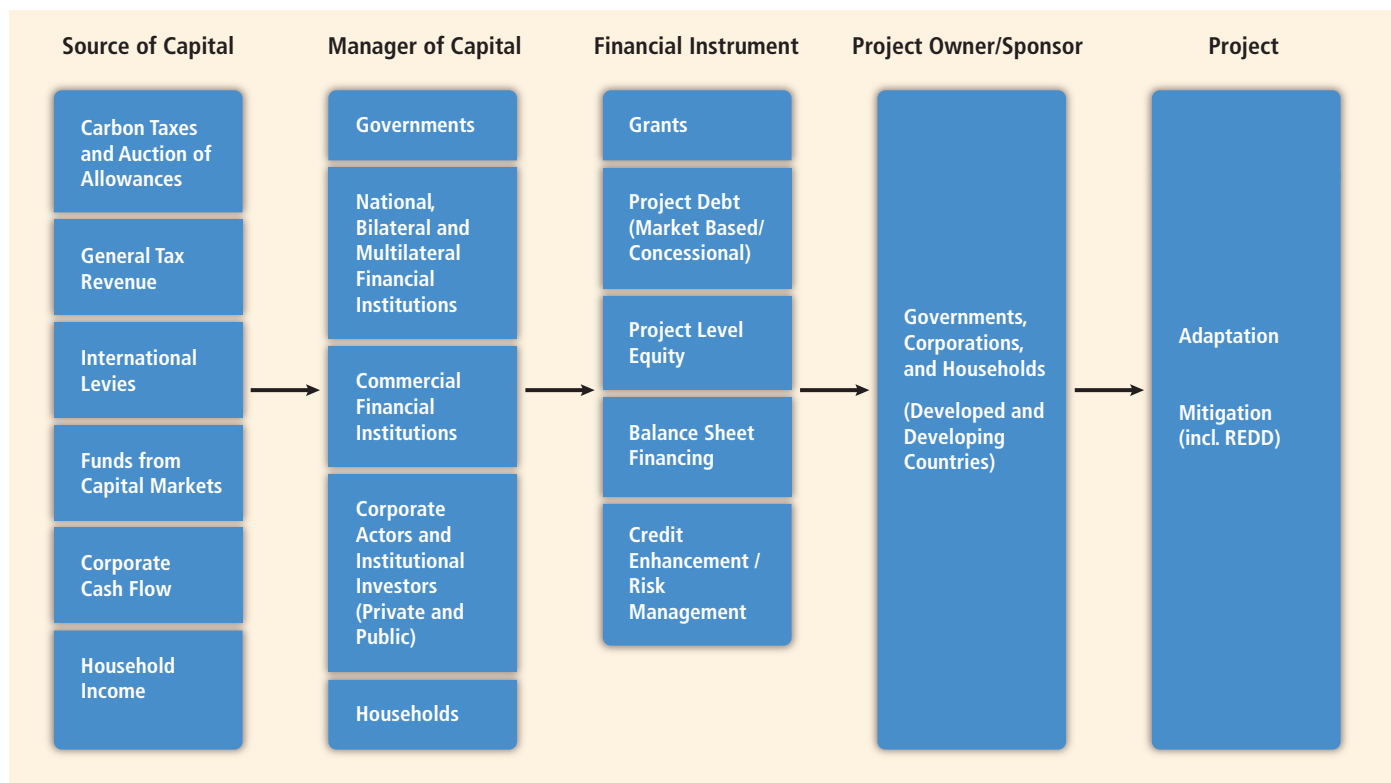 Source of Capital
Manager of Capital
Financial Instrument
Project Owner/Sponsor
Project
Carbon Taxes
and Auction of
Allowances
General Tax
Revenue
International
Levies
Funds from
Capital Markets
Corporate
Cash Flow
Household
Income
Governments
National,
Bilateral and
Multilateral
Financial
Institutions
Commercial
Financial
Institutions
Corporate
Actors and
Institutional
Investors
(Private and
Public)
Households
Grants
Project Debt
(Market Based/
Concessional)
Project Level
Equity
Balance Sheet
Financing
Credit
Enhancement /
Risk
Management
Governments,
Corporations,
and Households
(Developed and
Developing
Countries)
Adaptation
Mitigation
(incl. REDD)